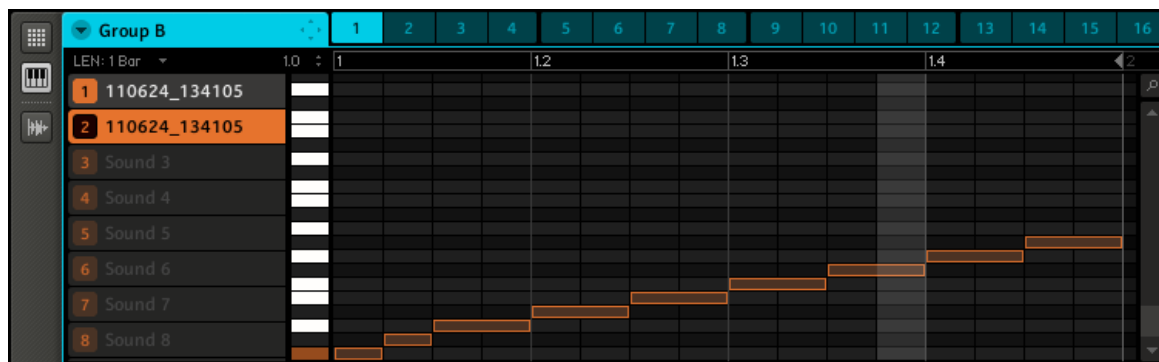 Group B 1 2 3 4 5 6 7 8 9 10 11 12 13 14 15 16
LEN: 1 Bar 1.0 1 1.2 1.3 1.4 2
1 110624_134105
2 110624_134105
3 Sound 3
4 Sound 4
5 Sound 5
6 Sound 6
7 Sound 7
8 Sound 8